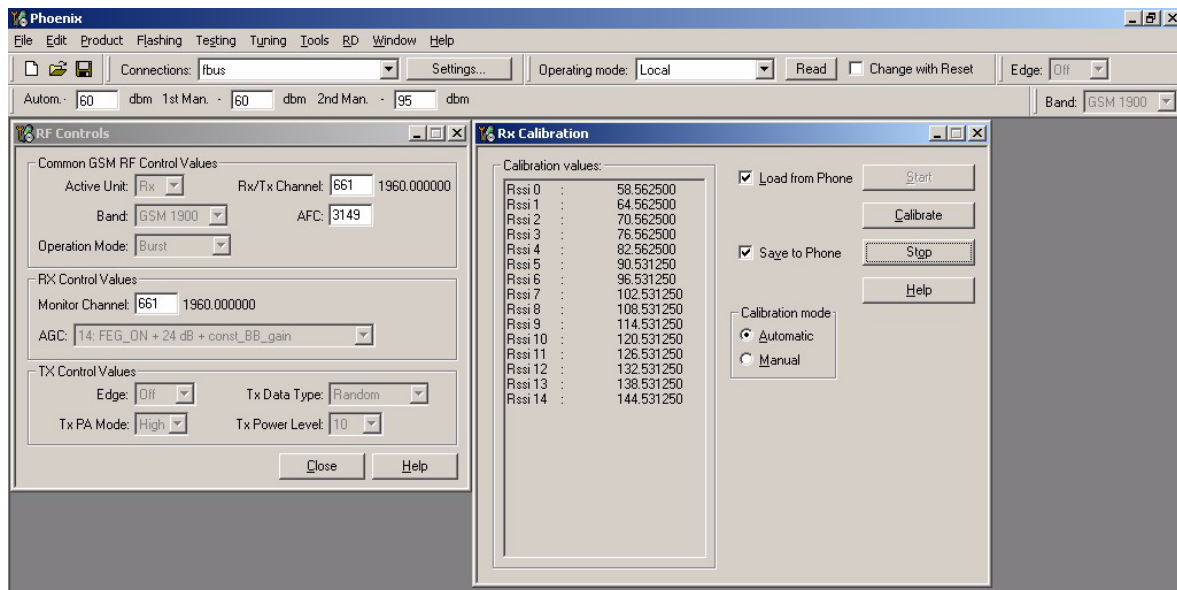 Phoenix
File Edit Product Flashing Testing Tuning Tools RD Window Help
Connections: fbus Settings... Operating mode: Local Read Change with Reset Edge: Off
Autom. - 60 dbm 1st Man. - 60 dbm 2nd Man. - 95 dbm Band: GSM 1900
RF Controls
Common GSM RF Control Values
Active Unit: Rx Rx/Tx Channel: 661 1960.000000
Band: GSM 1900 AFC: 3149
Operation Mode: Burst
RX Control Values
Monitor Channel: 661 1960.000000
AGC: 14: FEG_ON + 24 dB + const_BB_gain
TX Control Values
Edge: Off Tx Data Type: Random
Tx PA Mode: High Tx Power Level: 10
Close Help
Rx Calibration
Calibration values:
Rssi 0 : 58.562500
Rssi 1 : 64.562500
Rssi 2 : 70.562500
Rssi 3 : 76.562500
Rssi 4 : 82.562500
Rssi 5 : 90.531250
Rssi 6 : 96.531250
Rssi 7 : 102.531250
Rssi 8 : 108.531250
Rssi 9 : 114.531250
Rssi 10 : 120.531250
Rssi 11 : 126.531250
Rssi 12 : 132.531250
Rssi 13 : 138.531250
Rssi 14 : 144.531250
Load from Phone Start
Calibrate
Save to Phone Stop
Help
Calibration mode
Automatic
Manual